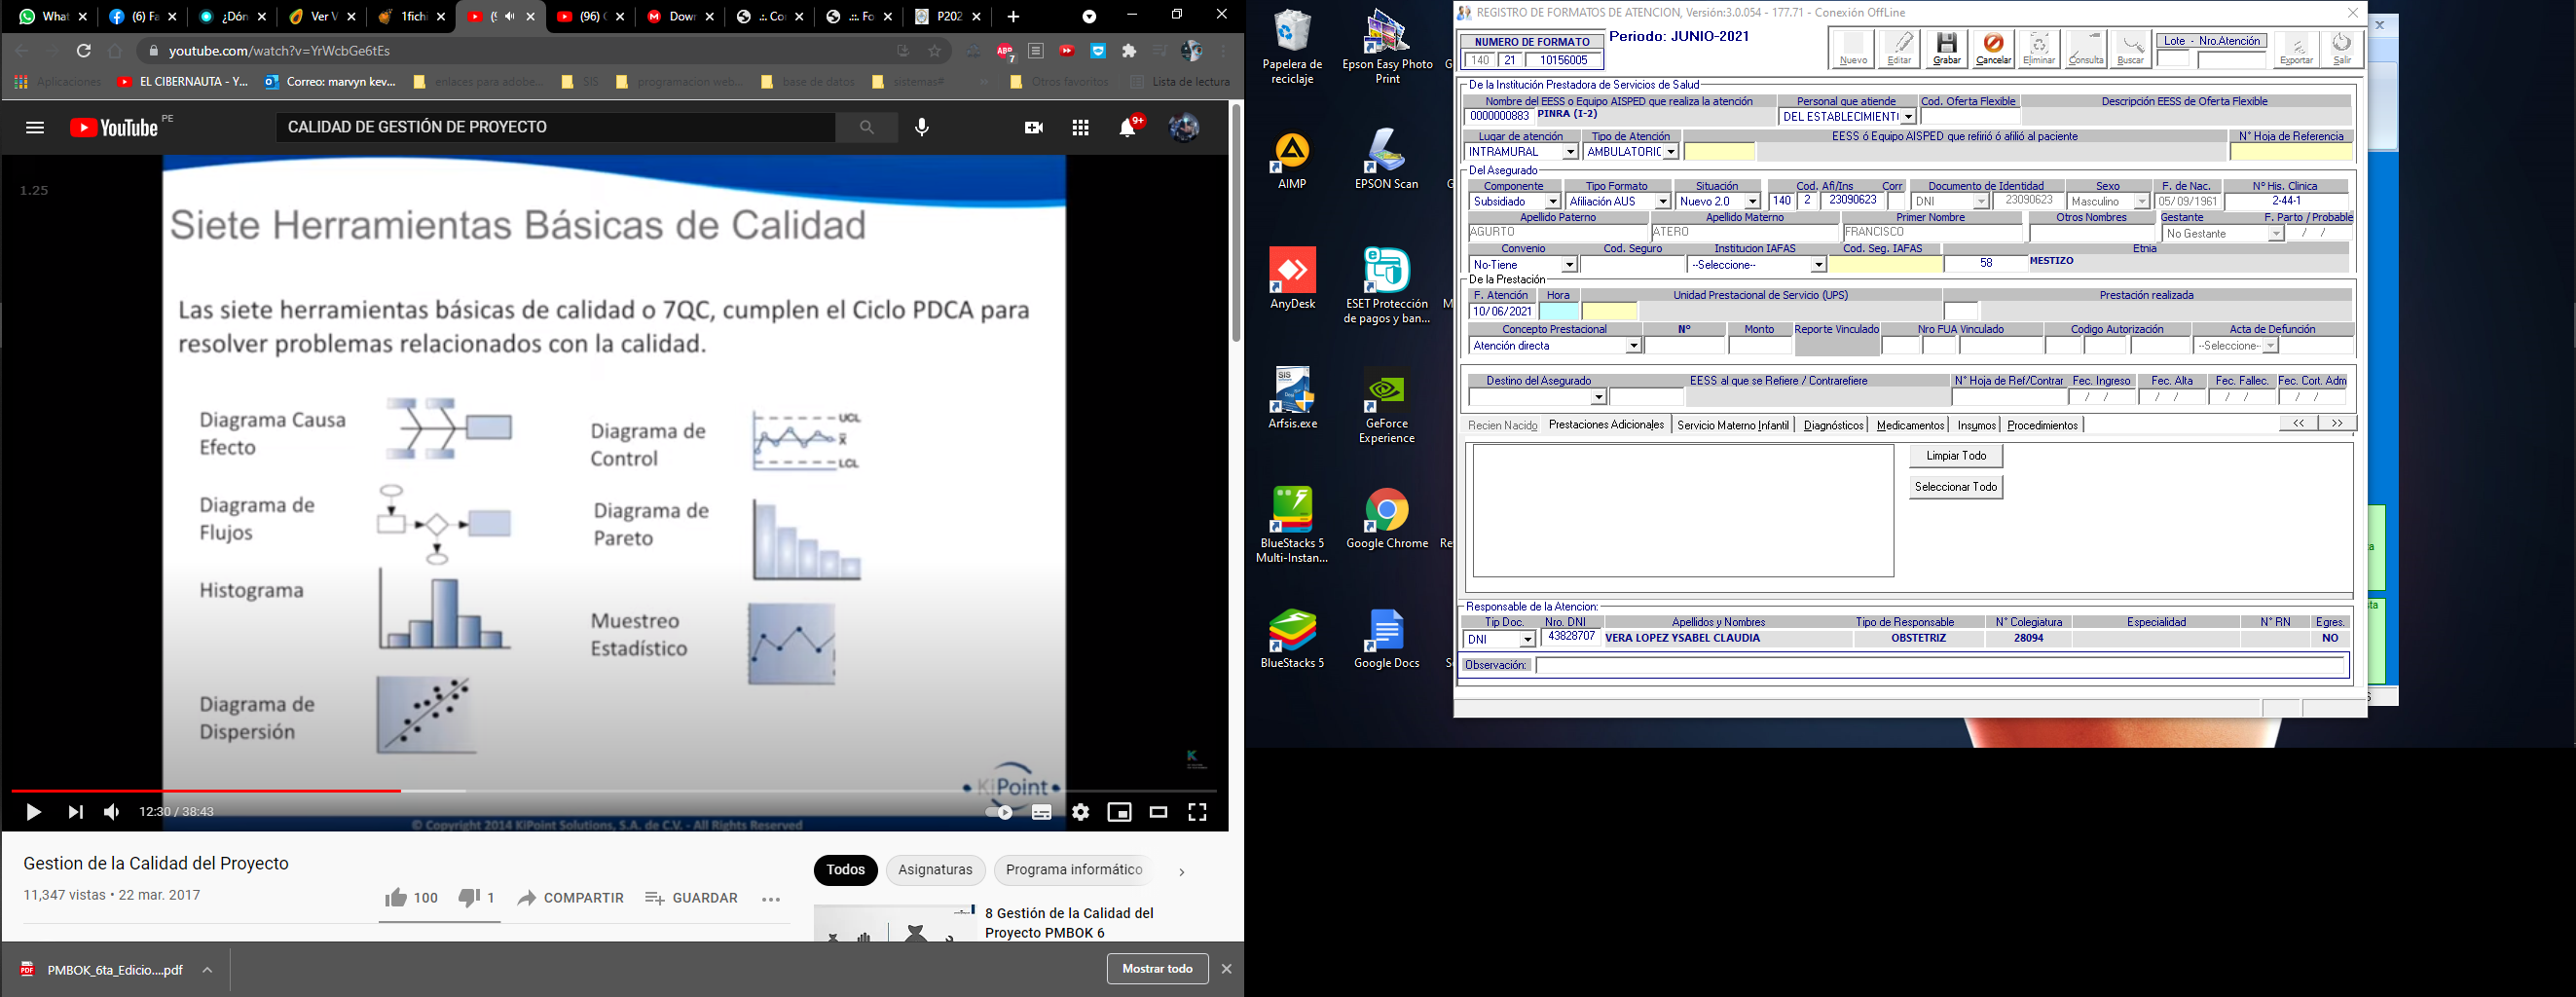 What
(6) Fa
¿Dón
Ver V
1fichi
(96) C
Down
.:. Co
.:. Fo
P202
youtube.com/watch?v=YrWcbGe6tEs
Aplicaciones
EL CIBERNAUTA - Y...
Correo: marvyn kev...
enlaces para adobe...
SIS
programacion web...
base de datos
sistemas#
Otros favoritos
Lista de lectura
YouTube PE
CALIDAD DE GESTIÓN DE PROYECTO
9+
1.25
Siete Herramientas Básicas de Calidad
Las siete herramientas básicas de calidad o 7QC, cumplen el Ciclo PDCA para
resolver problemas relacionados con la calidad.
Diagrama Causa
Efecto
Diagrama de
Flujos
Histograma
Diagrama de
Dispersión
Diagrama de
Control
UCL
X
LCL
Diagrama de
Pareto
Muestreo
Estadístico
KiPoint
12:30 / 38:43
© Copyright 2014 KiPoint Solutions, S.A. de C.V. - All Rights Reserved
Gestion de la Calidad del Proyecto
11,347 vistas • 22 mar. 2017
100
1
COMPARTIR
GUARDAR
Todos
Asignaturas
Programa informático
8 Gestión de la Calidad del
Proyecto PMBOK 6
PMBOK_6ta_Edicio....pdf
Mostrar todo
Papelera de
reciclaje
Epson Easy Photo
Print
AIMP
EPSON Scan
AnyDesk
ESET Protección
de pagos y ban...
Arfsis.exe
GeForce
Experience
BlueStacks 5
Multi-Instan...
Google Chrome
BlueStacks 5
Google Docs
REGISTRO DE FORMATOS DE ATENCION, Versión:3.0.054 - 177.71 - Conexión OffLine
NUMERO DE FORMATO
140 21 10156005
Periodo: JUNIO-2021
Nuevo
Editar
Grabar
Cancelar
Eliminar
Consulta
Buscar
Lote - Nro.Atención
Exportar
Salir
De la Institución Prestadora de Servicios de Salud
Nombre del EESS o Equipo AISPED que realiza la atención
Personal que atiende
Cod. Oferta Flexible
Descripción EESS de Oferta Flexible
0000000883 PINRA (I-2)
DEL ESTABLECIMIENT
Lugar de atención
Tipo de Atención
EESS ó Equipo AISPED que refirió ó afilió al paciente
N° Hoja de Referencia
INTRAMURAL
AMBULATORIC
Del Asegurado
Componente
Tipo Formato
Situación
Cod. Afi/Ins
Corr
Documento de Identidad
Sexo
F. de Nac.
N° His. Clinica
Subsidiado
Afiliación AUS
Nuevo 2.0
140 2 23090623
DNI
23090623
Masculino
05/09/1961
2-44-1
Apellido Paterno
Apellido Materno
Primer Nombre
Otros Nombres
Gestante
F. Parto / Probable
AGURTO
ATERO
FRANCISCO
No Gestante
/ /
Convenio
Cod. Seguro
Institucion IAFAS
Cod. Seg. IAFAS
Etnia
No-Tiene
--Seleccione--
58
MESTIZO
De la Prestación
F. Atención
Hora
Unidad Prestacional de Servicio (UPS)
Prestación realizada
10/06/2021
Concepto Prestacional
N°
Monto
Reporte Vinculado
Nro FUA Vinculado
Codigo Autorización
Acta de Defunción
Atención directa
--Seleccione--
Destino del Asegurado
EESS al que se Refiere / Contrarefiere
N° Hoja de Ref/Contrar
Fec. Ingreso
Fec. Alta
Fec. Fallec.
Fec. Cort. Adm
/ /
/ /
/ /
/ /
Recien Nacido
Prestaciones Adicionales
Servicio Materno Infantil
Diagnósticos
Medicamentos
Insumos
Procedimientos
<<
>>
Limpiar Todo
Seleccionar Todo
Responsable de la Atencion:
Tip Doc.
Nro. DNI
Apellidos y Nombres
Tipo de Responsable
N° Colegiatura
Especialidad
N° RN
Egres.
DNI
43828707
VERA LOPEZ YSABEL CLAUDIA
OBSTETRIZ
28094
NO
Observación: